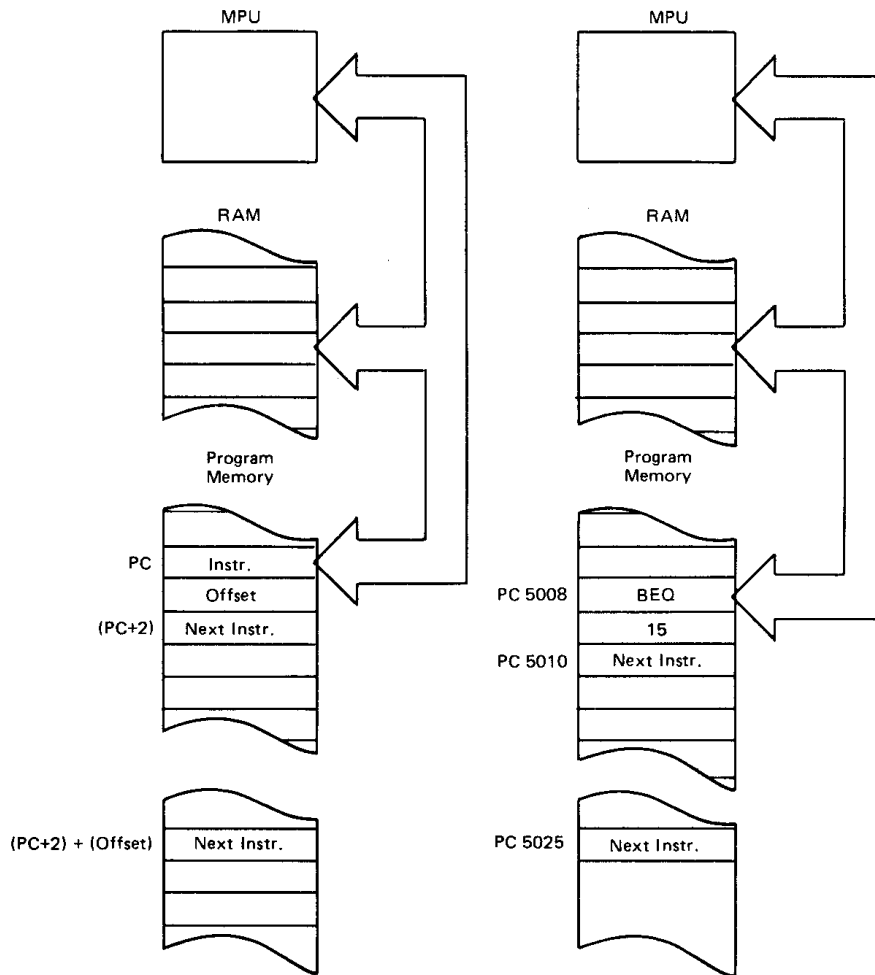 MPU
RAM
Program
Memory
PC
Instr.
Offset
(PC+2)
Next Instr.
(PC+2) + (Offset)
Next Instr.
MPU
RAM
Program
Memory
PC 5008
BEQ
15
PC 5010
Next Instr.
PC 5025
Next Instr.